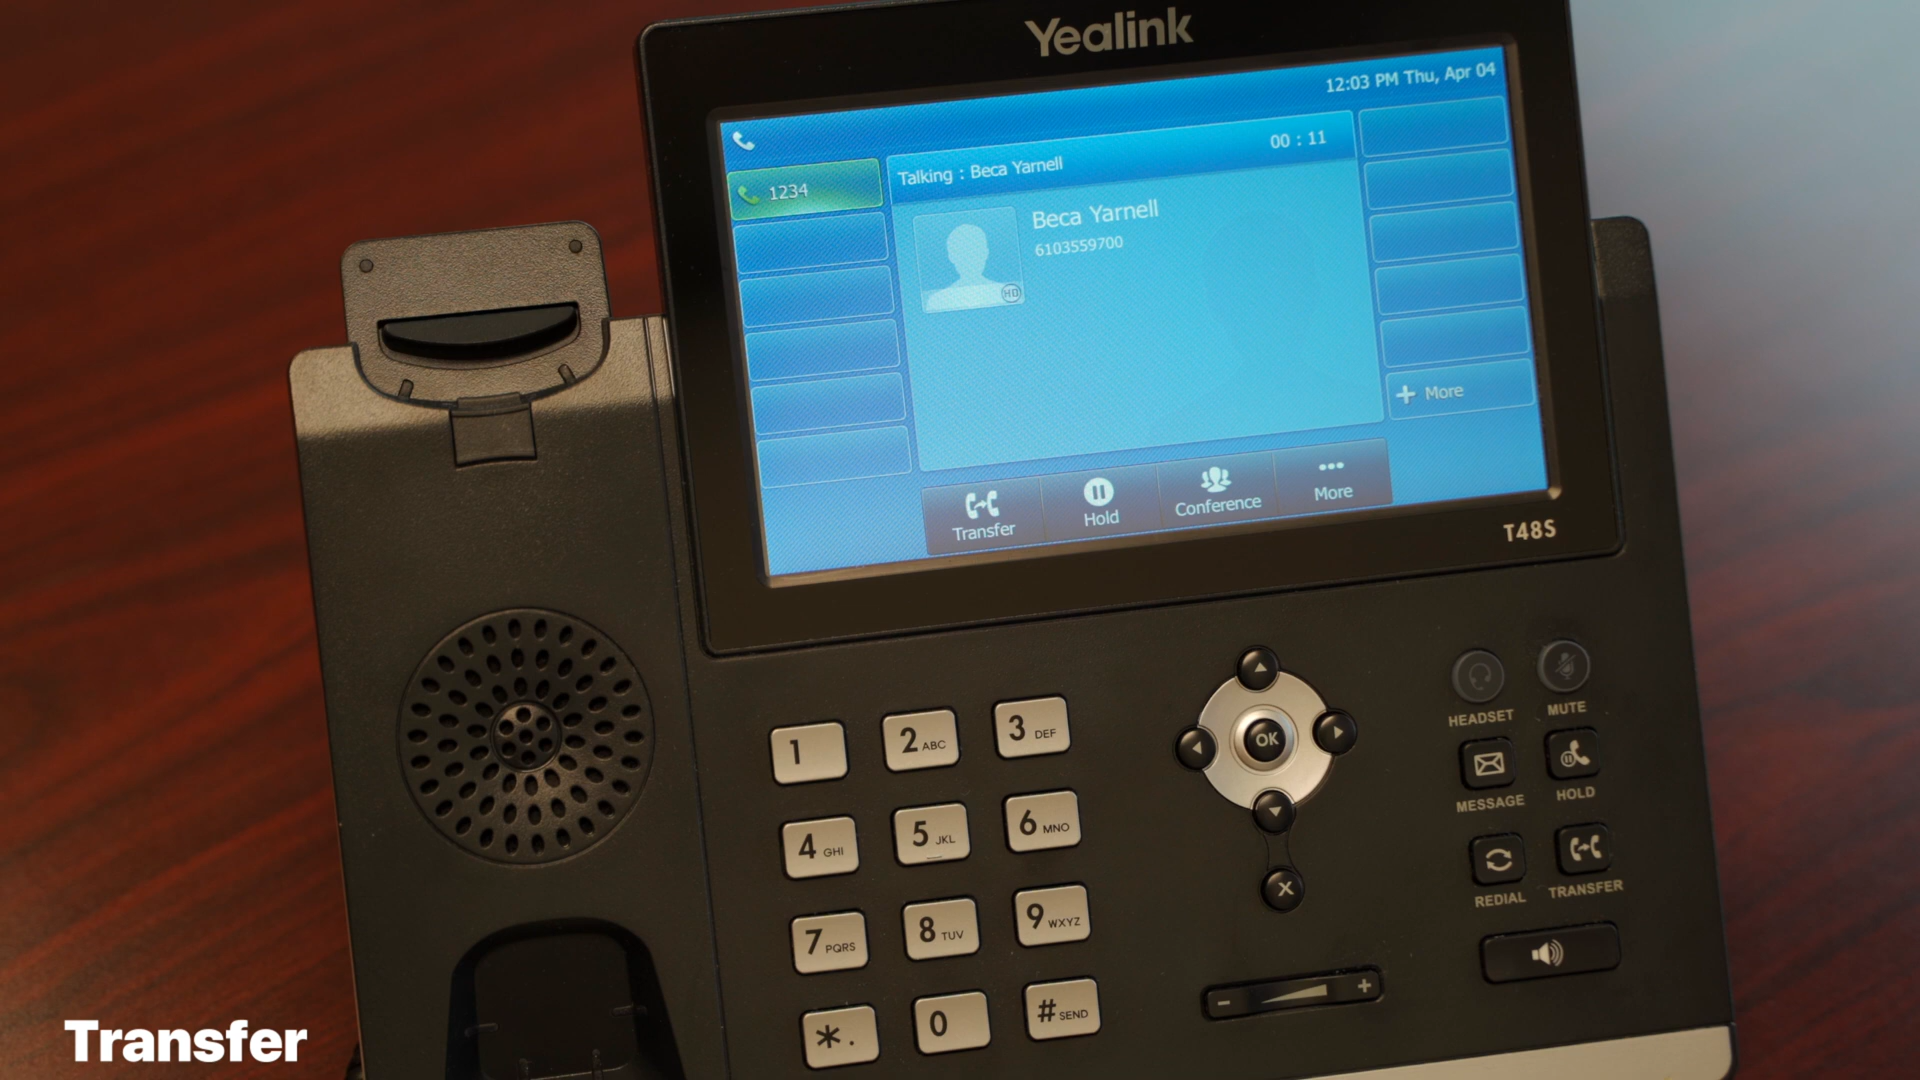 Yealink
12:03 PM Thu, Apr 04
1234
Talking : Beca Yarnell
00 : 11
Beca Yarnell
6103559700
HD
+ More
Transfer
Hold
Conference
More
T48S
1
2 ABC
3 DEF
4 GHI
5 JKL
6 MNO
7 PQRS
8 TUV
9 WXYZ
* .
0
# SEND
OK
X
HEADSET
MUTE
MESSAGE
HOLD
REDIAL
TRANSFER
- +
Transfer